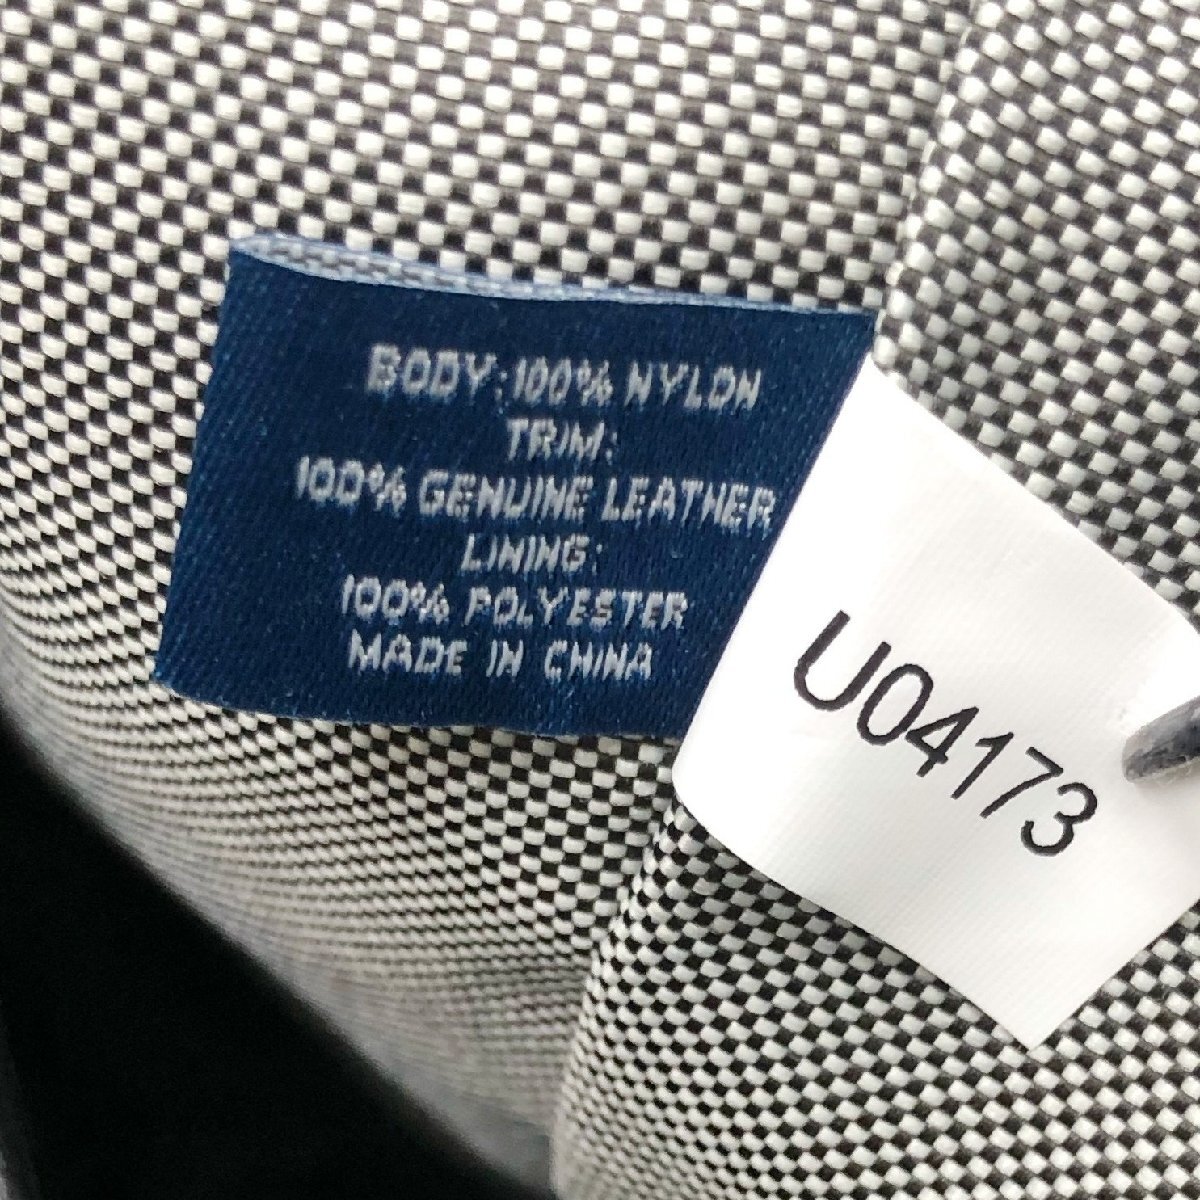 BODY:100% NYLON
TRIM:
100% GENUINE LEATHER
LINING:
100% POLYESTER
MADE IN CHINA
U04173